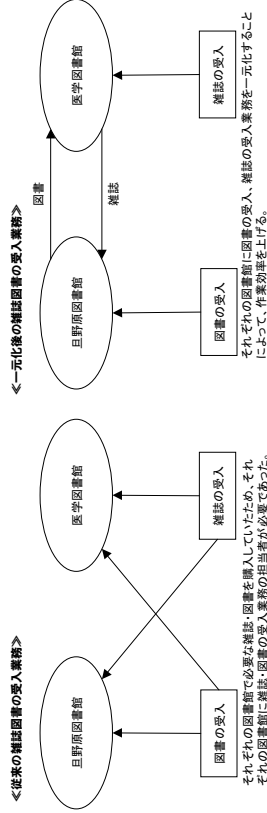 ≪従来の雑誌図書の受入業務≫
旦野原図書館
医学図書館
図書の受入
雑誌の受入
それぞれの図書館で必要な雑誌・図書を購入していたため、それ
ぞれの図書館に雑誌・図書の受入業務の担当者が必要であった。
≪一元化後の雑誌図書の受入業務≫
図書
旦野原図書館
医学図書館
雑誌
図書の受入
雑誌の受入
それぞれの図書館に図書の受入、雑誌の受入業務を一元化すること
によって、作業効率を上げる。